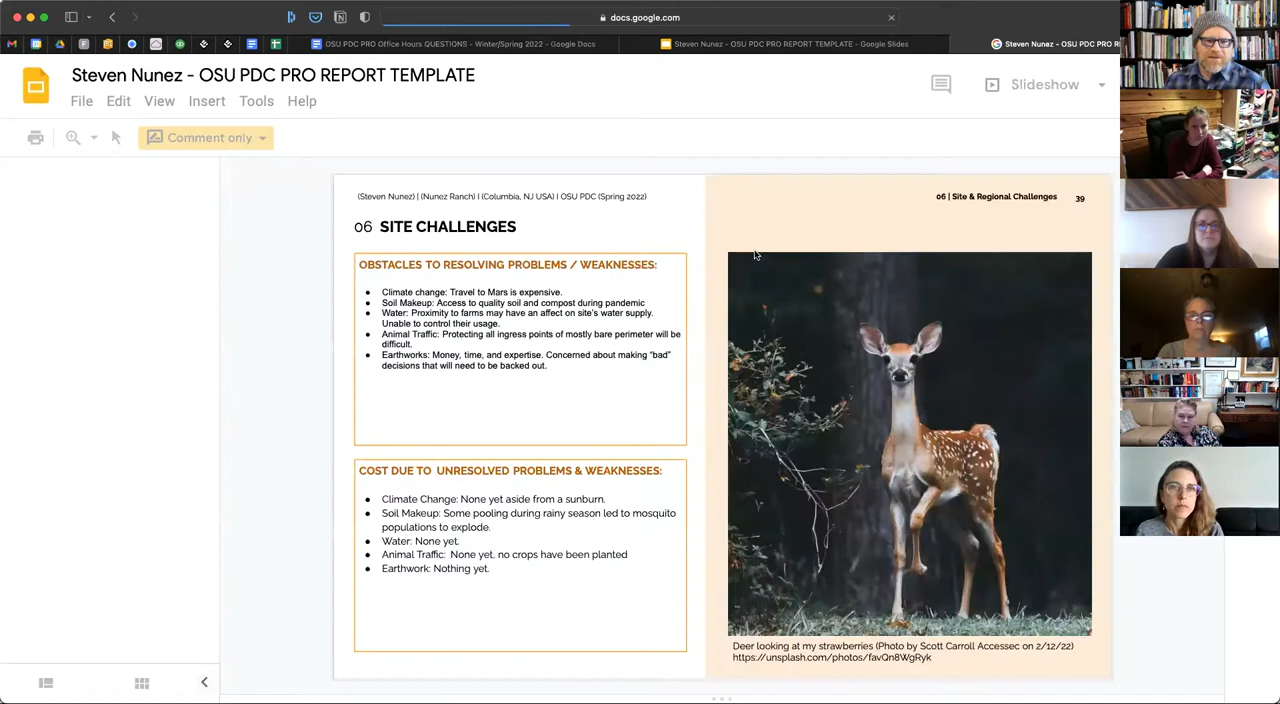 docs.google.com
OSU PDC PRO Office Hours QUESTIONS - Winter/Spring 2022 - Google Docs
Steven Nunez - OSU PDC PRO REPORT TEMPLATE - Google Slides
Steven Nunez - OSU PDC PRO R
Steven Nunez - OSU PDC PRO REPORT TEMPLATE
File Edit View Insert Tools Help
Slideshow
Comment only
(Steven Nunez) | (Nunez Ranch) I (Columbia, NJ USA) I OSU PDC (Spring 2022)
06 | Site & Regional Challenges
39
06 SITE CHALLENGES
OBSTACLES TO RESOLVING PROBLEMS / WEAKNESSES:
● Climate change: Travel to Mars is expensive.
● Soil Makeup: Access to quality soil and compost during pandemic
● Water: Proximity to farms may have an affect on site's water supply.
Unable to control their usage.
● Animal Traffic: Protecting all ingress points of mostly bare perimeter will be
difficult.
● Earthworks: Money, time, and expertise. Concerned about making "bad"
decisions that will need to be backed out.
COST DUE TO UNRESOLVED PROBLEMS & WEAKNESSES:
● Climate Change: None yet aside from a sunburn.
● Soil Makeup: Some pooling during rainy season led to mosquito
populations to explode.
● Water: None yet.
● Animal Traffic: None yet, no crops have been planted
● Earthwork: Nothing yet.
Deer looking at my strawberries (Photo by Scott Carroll Accessec on 2/12/22)
https://unsplash.com/photos/favQn8WgRyk